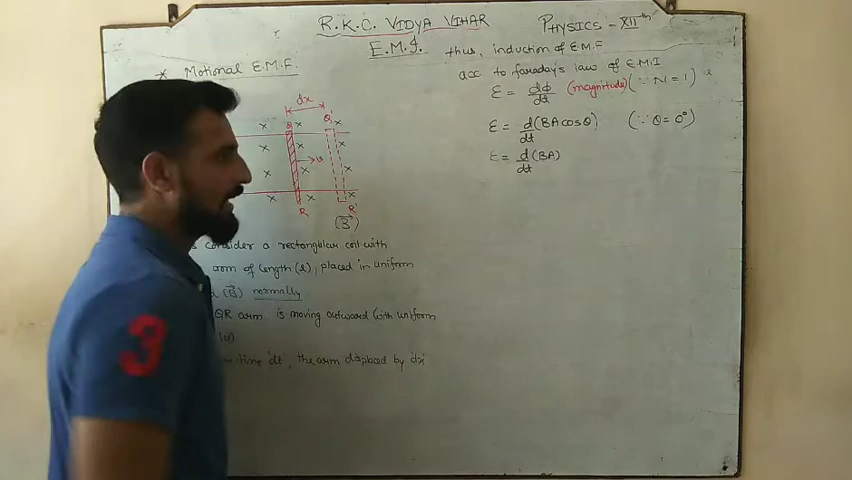 R.K.C. VIDYA VIHAR
PHYSICS - XII th
E.M.I.
* Motional E.M.F.
dx
Q
Q'
v
R
R'
(B⃗)
consider a rectangular coil with
arm of length (l), placed in uniform
(B⃗) normally
QR arm is moving outward with uniform
(v)
time 'dt', the arm displaced by dx
thus, induction of E.M.F
acc to faraday's law of E.M.I
ε = dϕ/dt (magnitude) (∵ N = 1)
ε = d/dt (BA cos θ) (∵ θ = 0°)
ε = d/dt (BA)
3